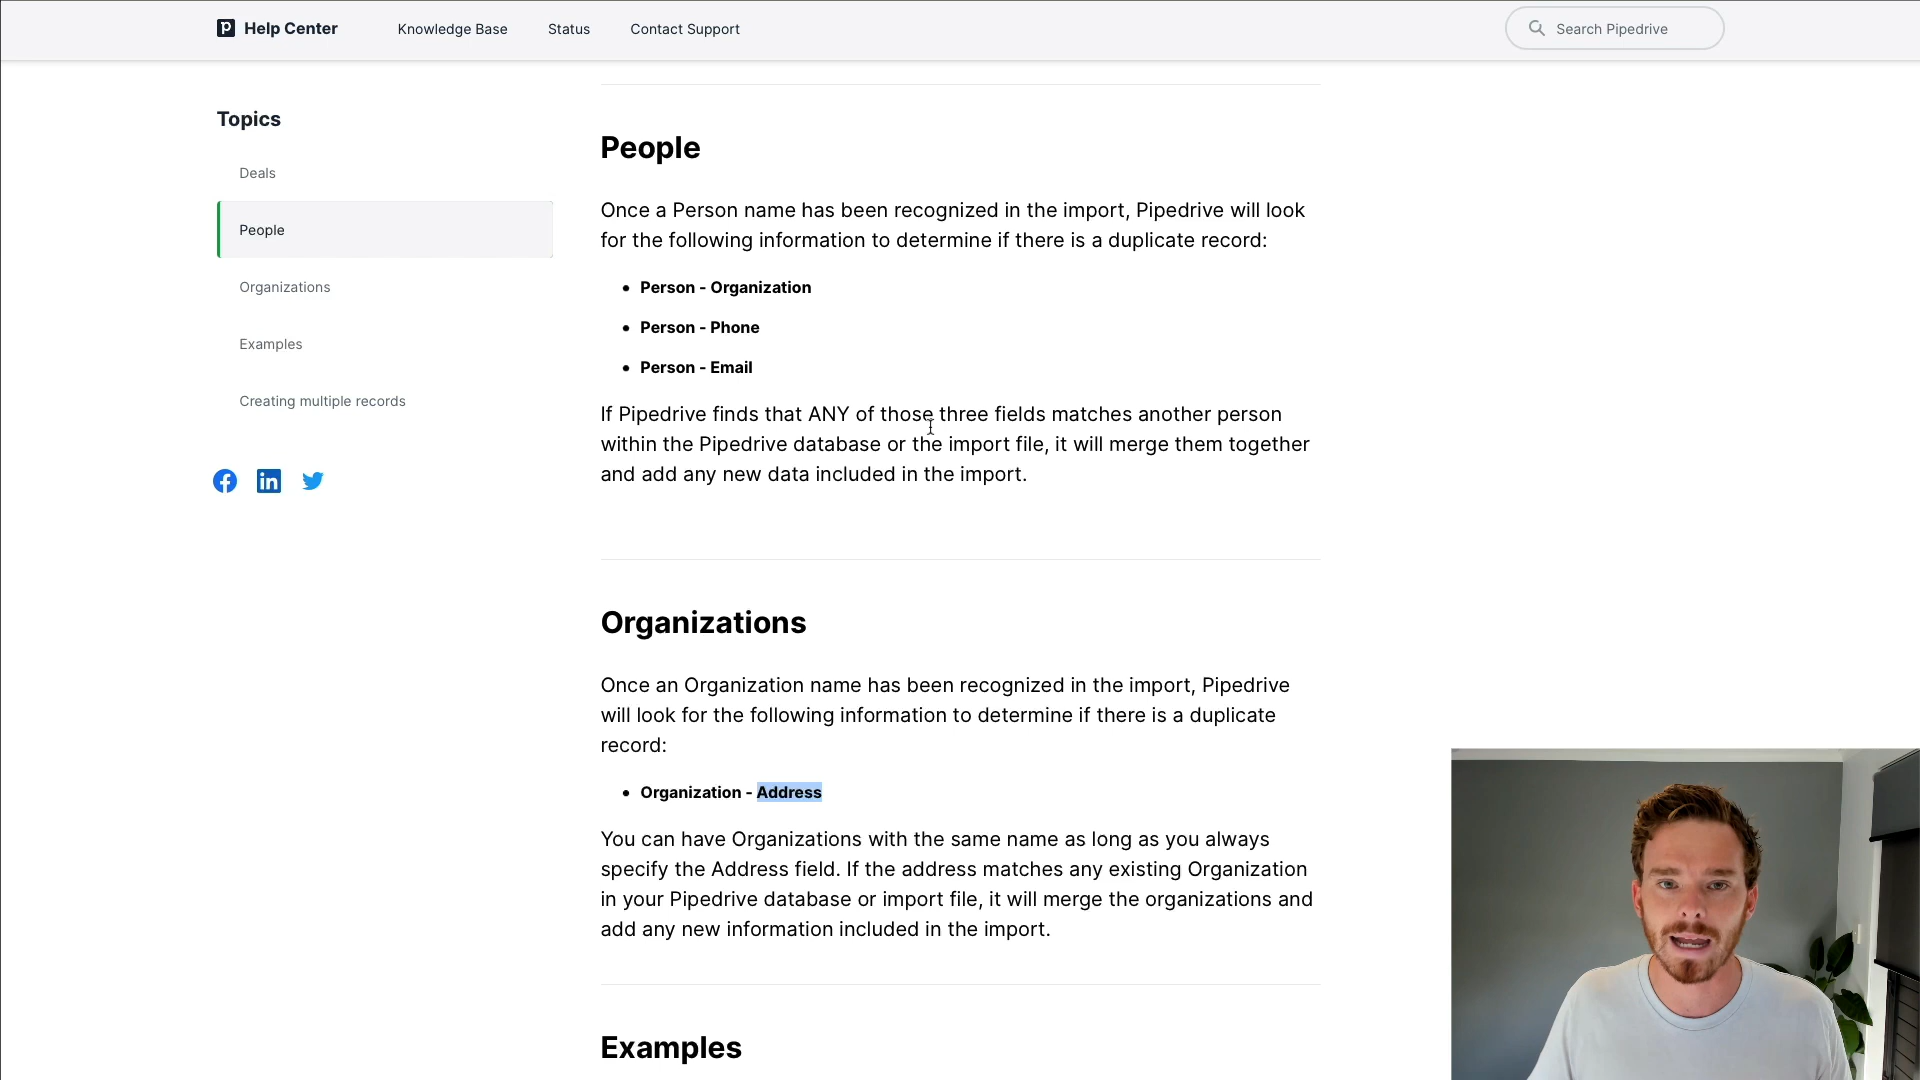 Help Center
Knowledge Base
Status
Contact Support
Search Pipedrive
Topics
Deals
People
Organizations
Examples
Creating multiple records
People
Once a Person name has been recognized in the import, Pipedrive will look
for the following information to determine if there is a duplicate record:
• Person - Organization
• Person - Phone
• Person - Email
If Pipedrive finds that ANY of those three fields matches another person
within the Pipedrive database or the import file, it will merge them together
and add any new data included in the import.
Organizations
Once an Organization name has been recognized in the import, Pipedrive
will look for the following information to determine if there is a duplicate
record:
• Organization - Address
You can have Organizations with the same name as long as you always
specify the Address field. If the address matches any existing Organization
in your Pipedrive database or import file, it will merge the organizations and
add any new information included in the import.
Examples